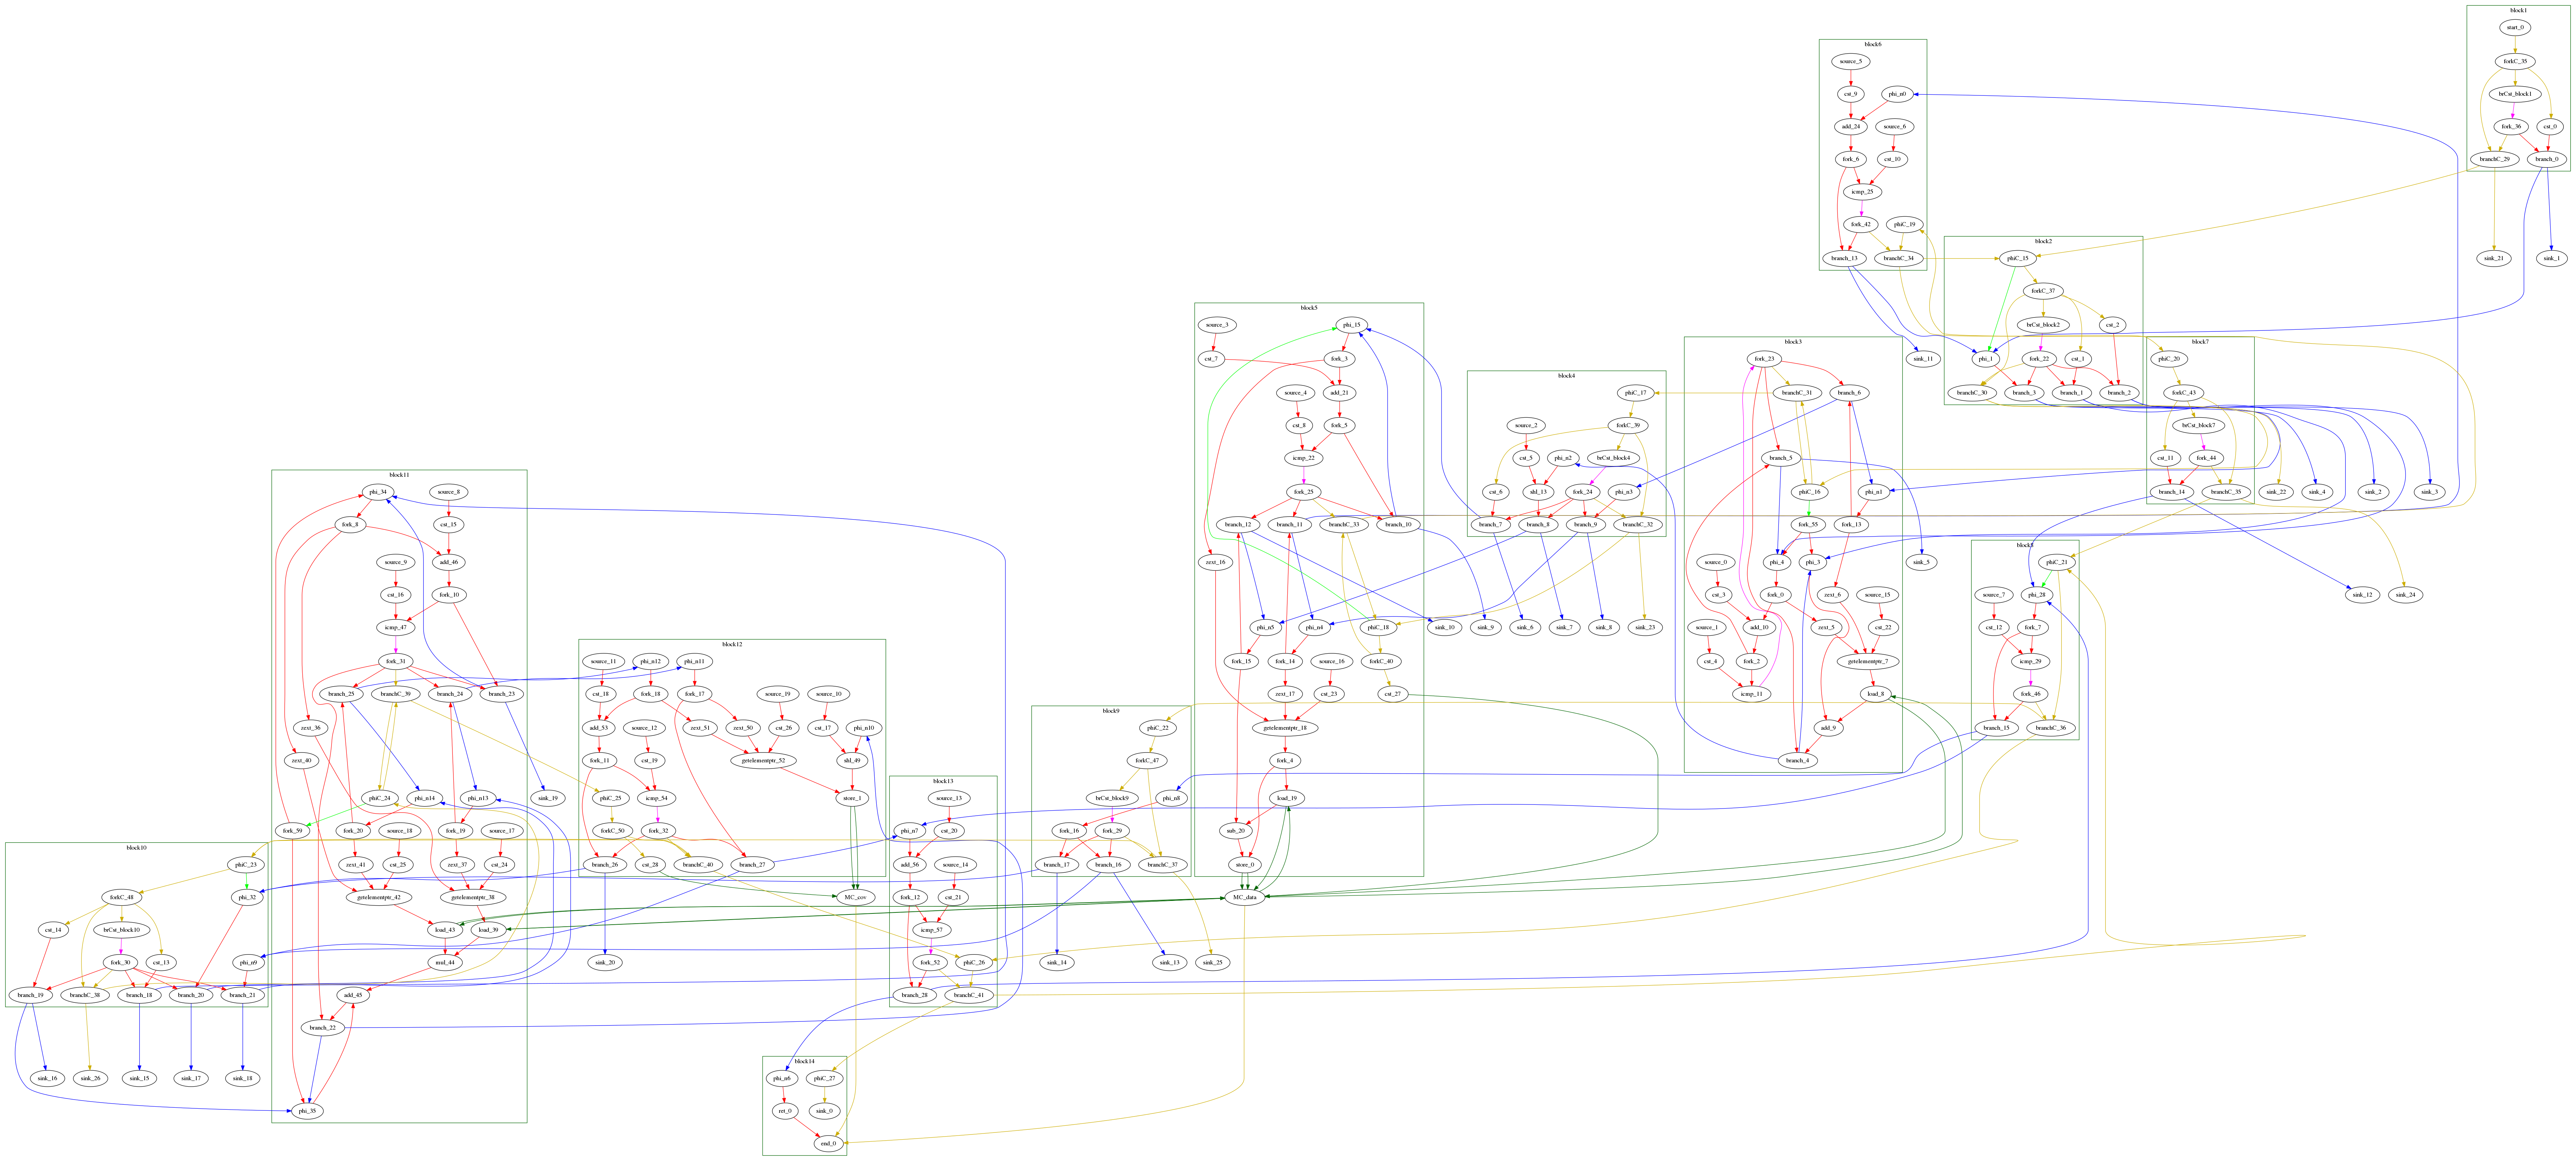 block1
start_0
forkC_35
brCst_block1
fork_36
cst_0
branchC_29
branch_0
sink_21
sink_1
block6
source_5
cst_9
phi_n0
add_24
source_6
fork_6
cst_10
icmp_25
fork_42
phiC_19
branch_13
branchC_34
sink_11
block2
phiC_15
forkC_37
brCst_block2
cst_2
phi_1
fork_22
cst_1
branchC_30
branch_3
branch_1
branch_2
sink_22
sink_4
sink_2
sink_3
block7
phiC_20
forkC_43
brCst_block7
cst_11
fork_44
branch_14
branchC_35
sink_12
sink_24
block8
phiC_21
source_7
phi_28
cst_12
fork_7
icmp_29
fork_46
branch_15
branchC_36
block3
fork_23
branchC_31
branch_6
branch_5
phiC_16
phi_n1
fork_55
fork_13
source_0
phi_4
phi_3
cst_3
fork_0
zext_6
source_15
source_1
add_10
zext_5
cst_22
cst_4
fork_2
getelementptr_7
icmp_11
load_8
add_9
branch_4
sink_5
block4
phiC_17
source_2
forkC_39
cst_5
phi_n2
brCst_block4
cst_6
shl_13
fork_24
phi_n3
branch_7
branch_8
branch_9
branchC_32
sink_6
sink_7
sink_8
sink_23
block5
source_3
phi_15
cst_7
fork_3
source_4
add_21
cst_8
fork_5
icmp_22
fork_25
branch_12
branch_11
branchC_33
branch_10
zext_16
phi_n5
phi_n4
phiC_18
fork_15
fork_14
source_16
forkC_40
zext_17
cst_23
cst_27
getelementptr_18
fork_4
load_19
sub_20
store_0
MC_data
sink_10
sink_9
block11
phi_34
source_8
fork_8
cst_15
source_9
add_46
cst_16
fork_10
icmp_47
fork_31
branch_25
branchC_39
branch_24
branch_23
zext_36
zext_40
phiC_24
phi_n14
phi_n13
sink_19
fork_59
fork_20
source_18
fork_19
source_17
zext_41
cst_25
zext_37
cst_24
getelementptr_42
getelementptr_38
load_43
load_39
mul_44
add_45
branch_22
phi_35
block12
source_11
phi_n12
phi_n11
cst_18
fork_18
fork_17
source_19
source_10
add_53
source_12
zext_51
zext_50
cst_26
cst_17
phi_n10
fork_11
cst_19
getelementptr_52
shl_49
phiC_25
icmp_54
store_1
forkC_50
fork_32
branch_26
cst_28
branchC_40
branch_27
MC_cov
sink_20
block9
phiC_22
forkC_47
brCst_block9
phi_n8
fork_16
fork_29
branch_17
branch_16
branchC_37
sink_14
sink_13
sink_25
block13
source_13
phi_n7
cst_20
add_56
source_14
fork_12
cst_21
icmp_57
fork_52
phiC_26
branch_28
branchC_41
block10
phiC_23
forkC_48
phi_32
cst_14
brCst_block10
fork_30
cst_13
phi_n9
branch_19
branchC_38
branch_18
branch_20
branch_21
sink_16
sink_26
sink_15
sink_17
sink_18
block14
phi_n6
phiC_27
ret_0
sink_0
end_0